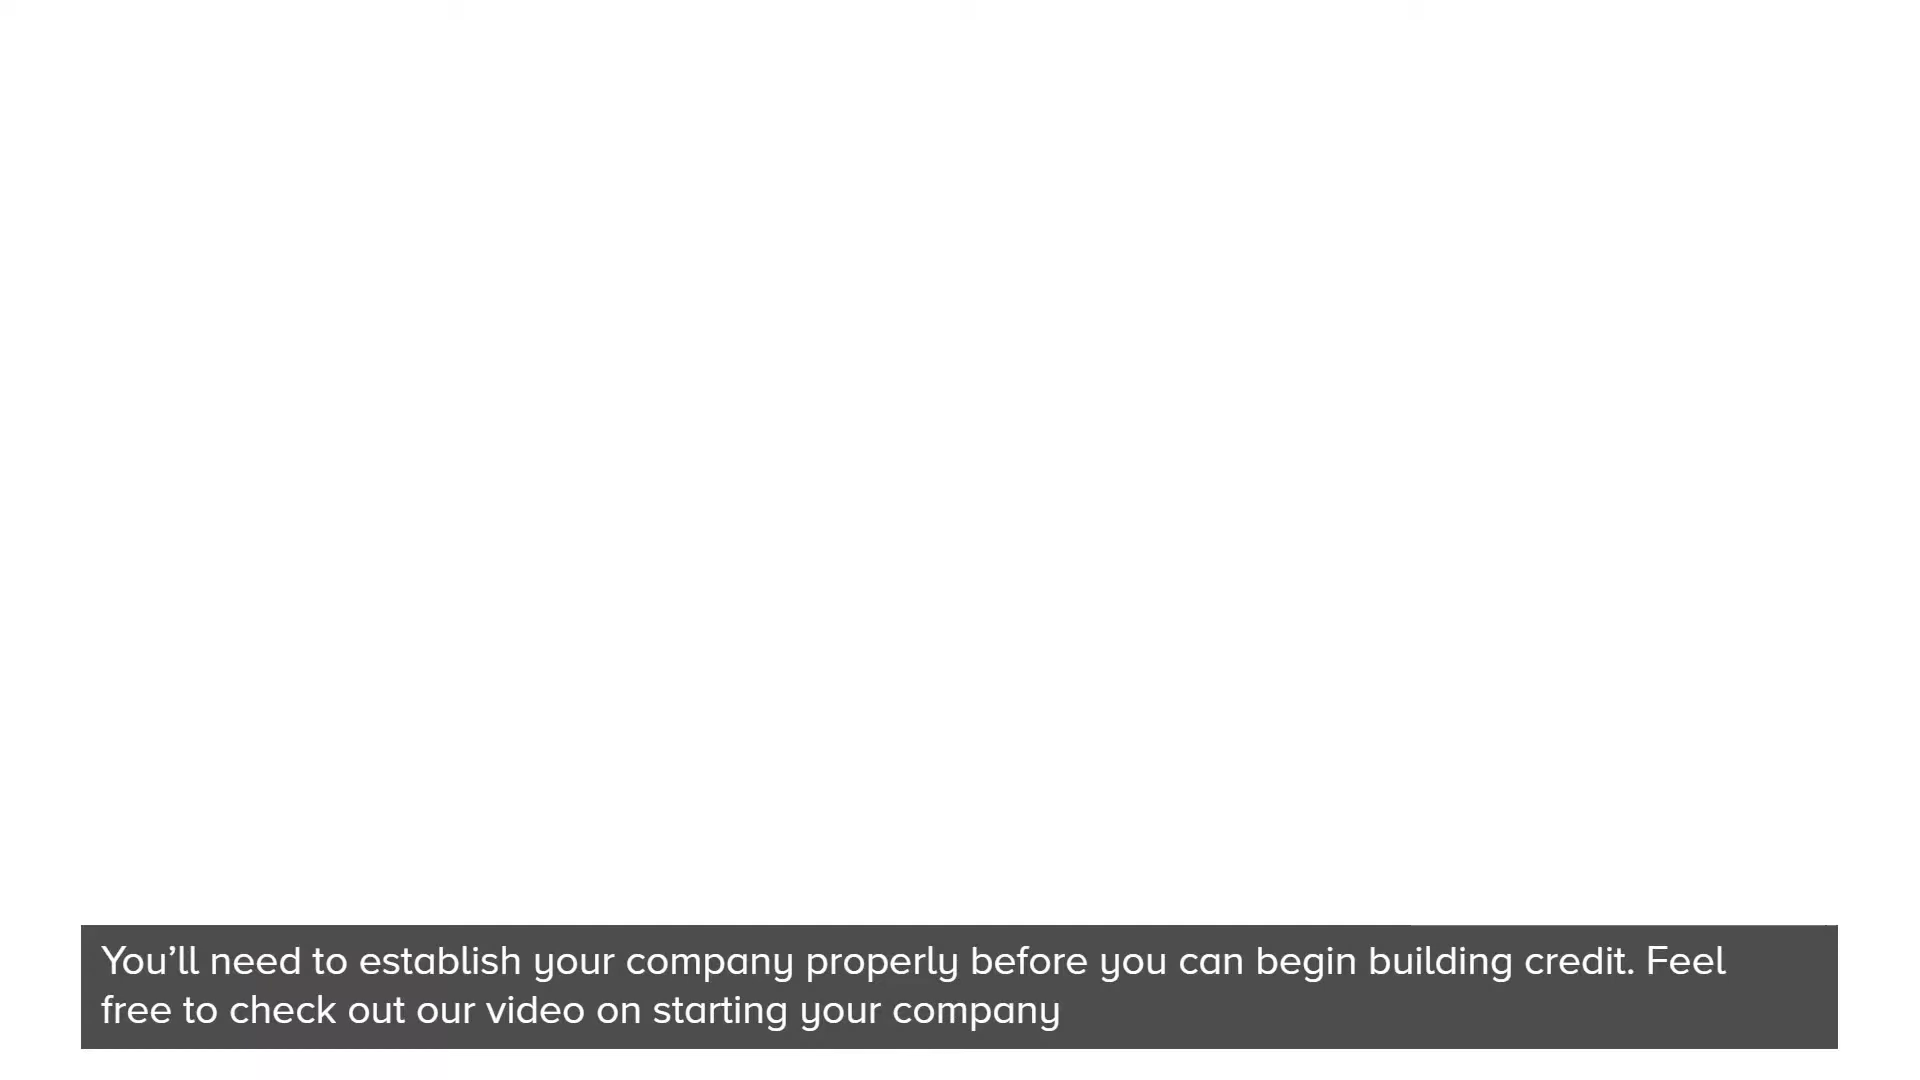 You’ll need to establish your company properly before you can begin building credit. Feel
free to check out our video on starting your company